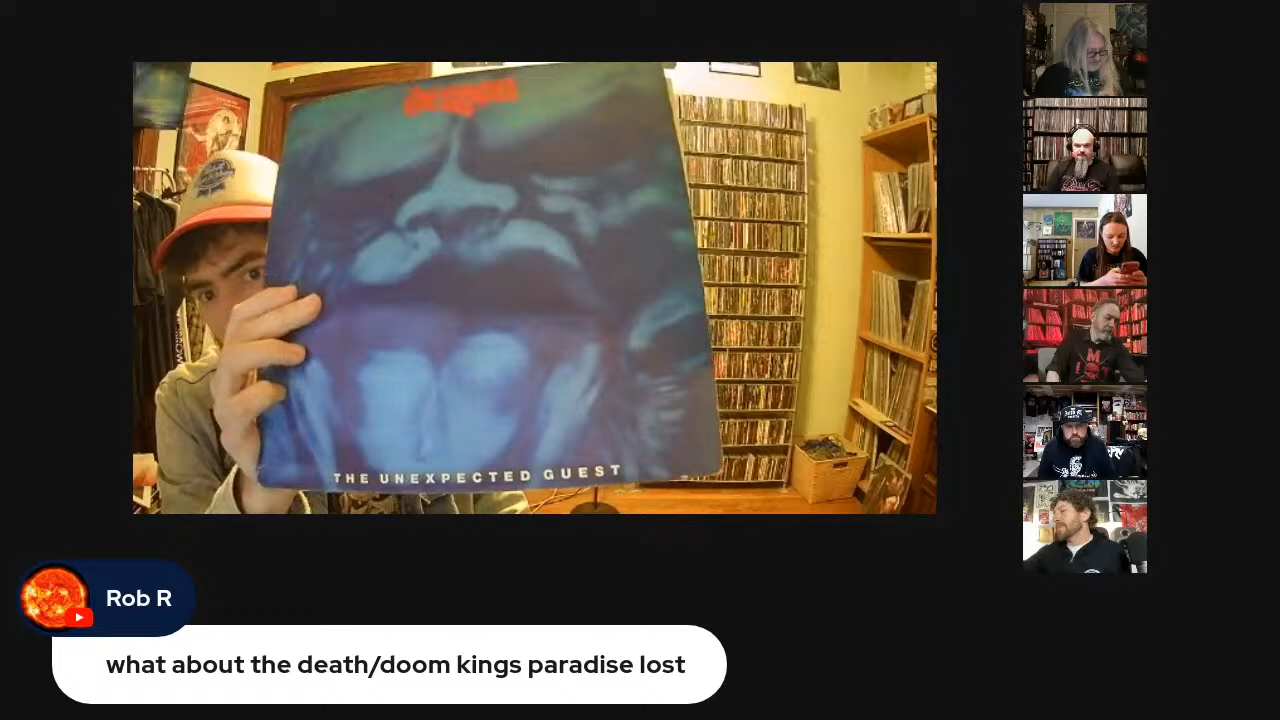 THE UNEXPECTED GUEST
Rob R
what about the death/doom kings paradise lost